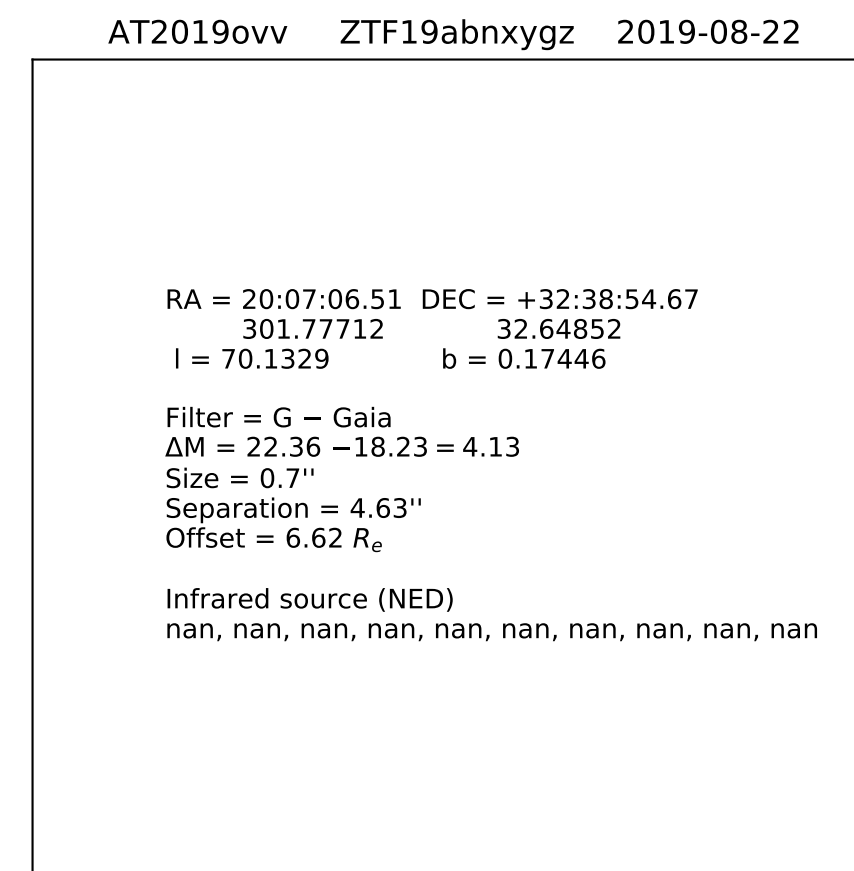 AT2019ovv ZTF19abnxygz 2019-08-22
RA = 20:07:06.51 DEC = +32:38:54.67
301.77712 32.64852
l = 70.1329 b = 0.17446
Filter = G − Gaia
ΔM = 22.36 −18.23 = 4.13
Size = 0.7''
Separation = 4.63''
Offset = 6.62 Rₑ
Infrared source (NED)
nan, nan, nan, nan, nan, nan, nan, nan, nan, nan